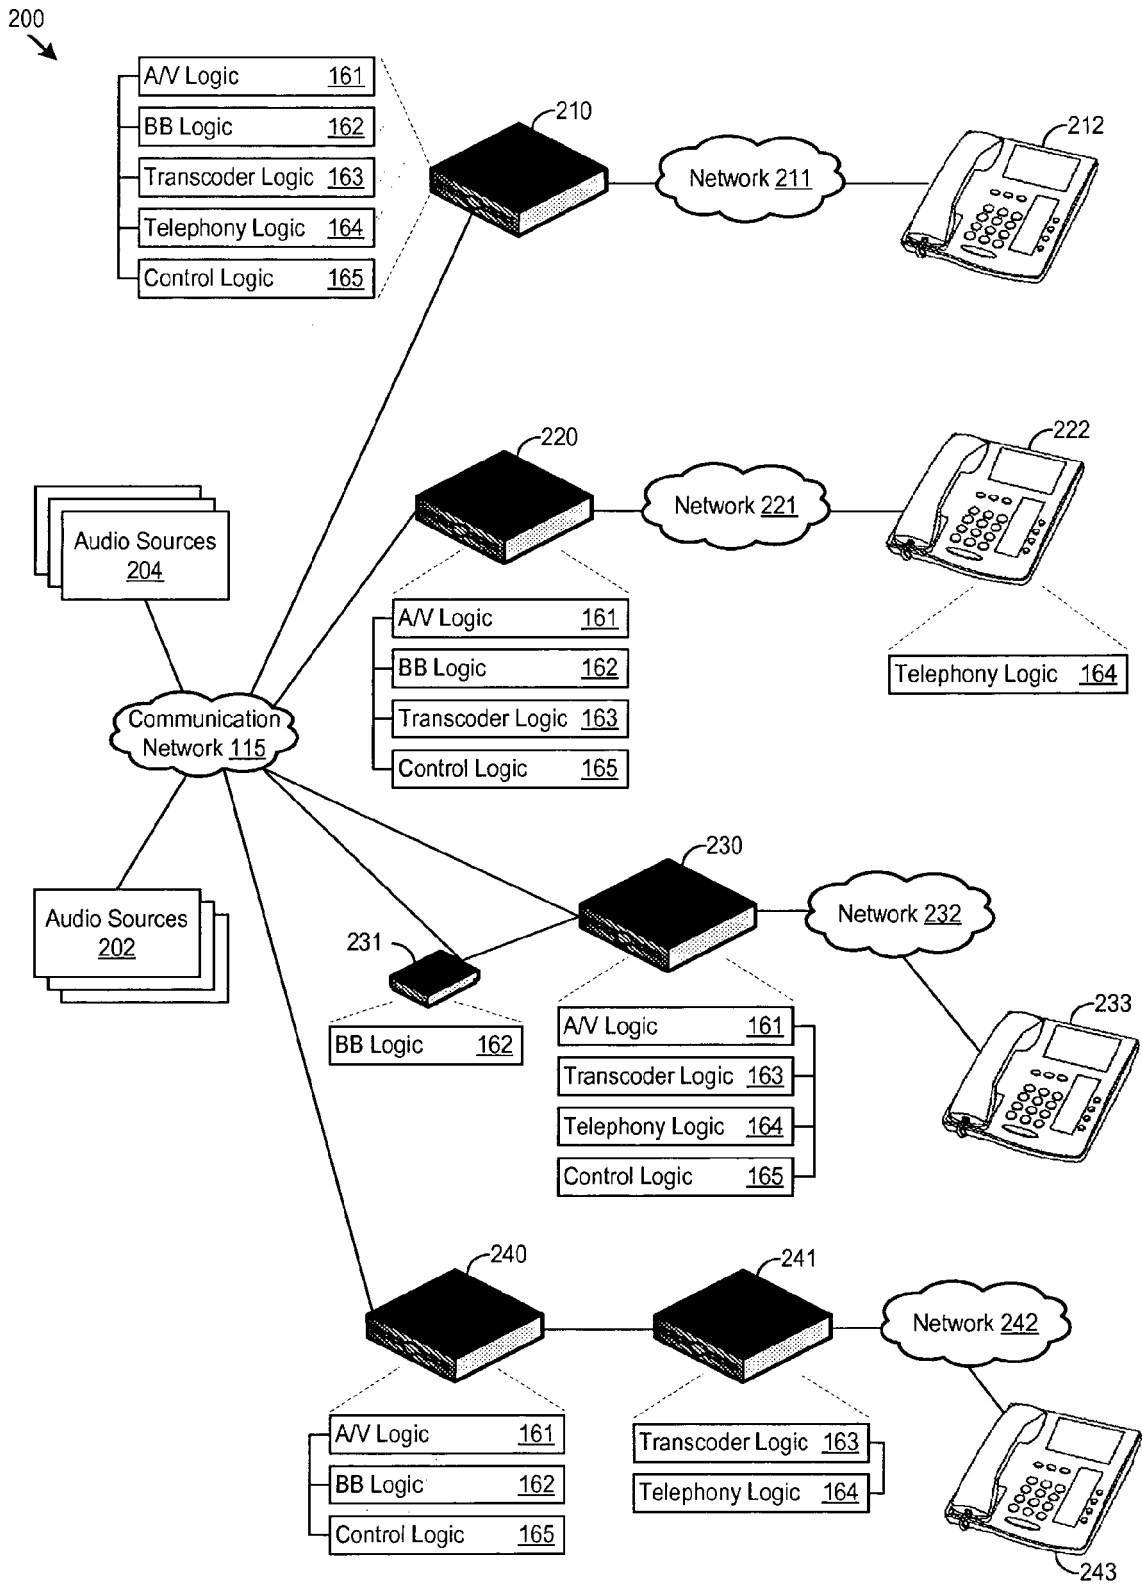 200
A/V Logic 161
BB Logic 162
Transcoder Logic 163
Telephony Logic 164
Control Logic 165
210
Network 211
212
220
Network 221
222
A/V Logic 161
BB Logic 162
Transcoder Logic 163
Control Logic 165
Telephony Logic 164
Audio Sources
204
Communication
Network 115
Audio Sources
202
230
231
BB Logic 162
Network 232
233
A/V Logic 161
Transcoder Logic 163
Telephony Logic 164
Control Logic 165
240
241
Network 242
243
A/V Logic 161
BB Logic 162
Control Logic 165
Transcoder Logic 163
Telephony Logic 164